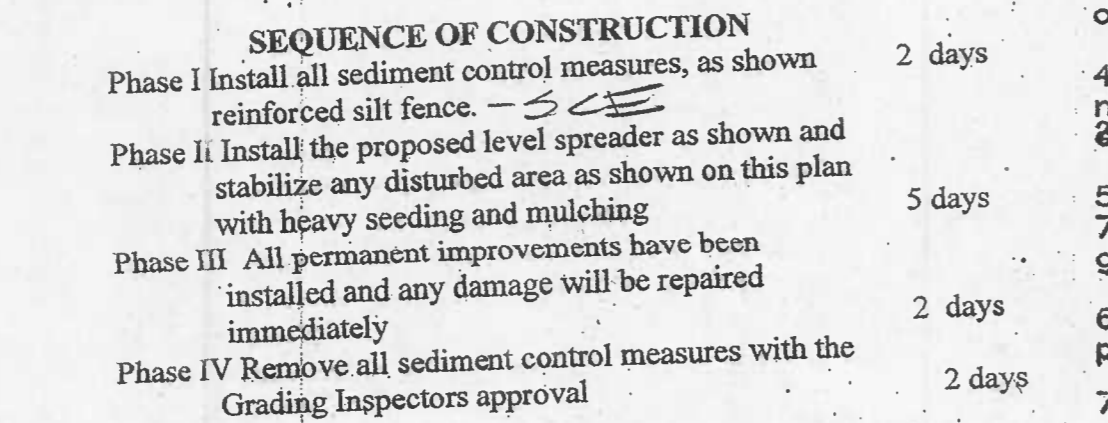 SEQUENCE OF CONSTRUCTION
Phase I Install all sediment control measures, as shown 2 days
reinforced silt fence. – SCE
Phase II Install the proposed level spreader as shown and
stabilize any disturbed area as shown on this plan
with heavy seeding and mulching 5 days
Phase III All permanent improvements have been
installed and any damage will be repaired
immediately 2 days
Phase IV Remove all sediment control measures with the
Grading Inspectors approval 2 days